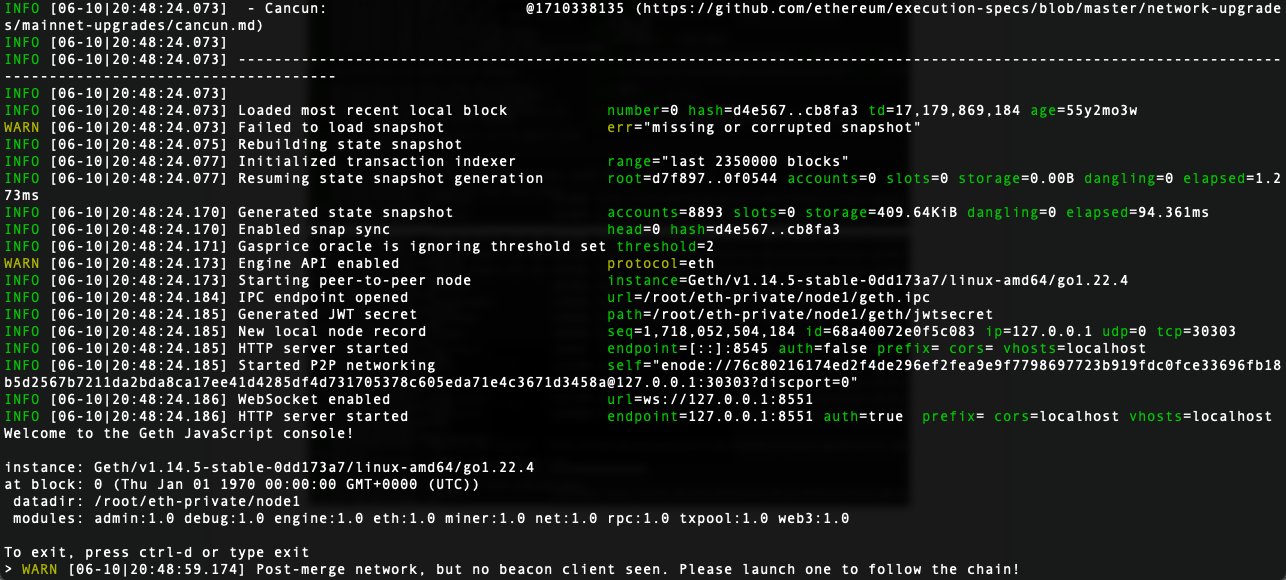 INFO [06-10|20:48:24.073]  - Cancun:                      @1710338135 (https://github.com/ethereum/execution-specs/blob/master/network-upgrade
s/mainnet-upgrades/cancun.md)
INFO [06-10|20:48:24.073]
INFO [06-10|20:48:24.073] --------------------------------------------------------------------------------------------------------------------
-------------------------------------
INFO [06-10|20:48:24.073]
INFO [06-10|20:48:24.073] Loaded most recent local block           number=0 hash=d4e567..cb8fa3 td=17,179,869,184 age=55y2mo3w
WARN [06-10|20:48:24.073] Failed to load snapshot                  err="missing or corrupted snapshot"
INFO [06-10|20:48:24.075] Rebuilding state snapshot
INFO [06-10|20:48:24.077] Initialized transaction indexer          range="last 2350000 blocks"
INFO [06-10|20:48:24.077] Resuming state snapshot generation       root=d7f897..0f0544 accounts=0 slots=0 storage=0.00B dangling=0 elapsed=1.2
73ms
INFO [06-10|20:48:24.170] Generated state snapshot                 accounts=8893 slots=0 storage=409.64KiB dangling=0 elapsed=94.361ms
INFO [06-10|20:48:24.170] Enabled snap sync                        head=0 hash=d4e567..cb8fa3
INFO [06-10|20:48:24.171] Gasprice oracle is ignoring threshold set threshold=2
WARN [06-10|20:48:24.173] Engine API enabled                       protocol=eth
INFO [06-10|20:48:24.173] Starting peer-to-peer node               instance=Geth/v1.14.5-stable-0dd173a7/linux-amd64/go1.22.4
INFO [06-10|20:48:24.184] IPC endpoint opened                      url=/root/eth-private/node1/geth.ipc
INFO [06-10|20:48:24.185] Generated JWT secret                     path=/root/eth-private/node1/geth/jwtsecret
INFO [06-10|20:48:24.185] New local node record                    seq=1,718,052,504,184 id=68a40072e0f5c083 ip=127.0.0.1 udp=0 tcp=30303
INFO [06-10|20:48:24.185] HTTP server started                      endpoint=[::]:8545 auth=false prefix= cors= vhosts=localhost
INFO [06-10|20:48:24.185] Started P2P networking                   self="enode://76c80216174ed2f4de296ef2fea9e9f7798697723b919fdc0fce33696fb18
b5d2567b7211da2bda8ca17ee41d4285df4d731705378c605eda71e4c3671d3458a@127.0.0.1:30303?discport=0"
INFO [06-10|20:48:24.186] WebSocket enabled                        url=ws://127.0.0.1:8551
INFO [06-10|20:48:24.186] HTTP server started                      endpoint=127.0.0.1:8551 auth=true  prefix= cors=localhost vhosts=localhost
Welcome to the Geth JavaScript console!

instance: Geth/v1.14.5-stable-0dd173a7/linux-amd64/go1.22.4
at block: 0 (Thu Jan 01 1970 00:00:00 GMT+0000 (UTC))
 datadir: /root/eth-private/node1
 modules: admin:1.0 debug:1.0 engine:1.0 eth:1.0 miner:1.0 net:1.0 rpc:1.0 txpool:1.0 web3:1.0

To exit, press ctrl-d or type exit
> WARN [06-10|20:48:59.174] Post-merge network, but no beacon client seen. Please launch one to follow the chain!